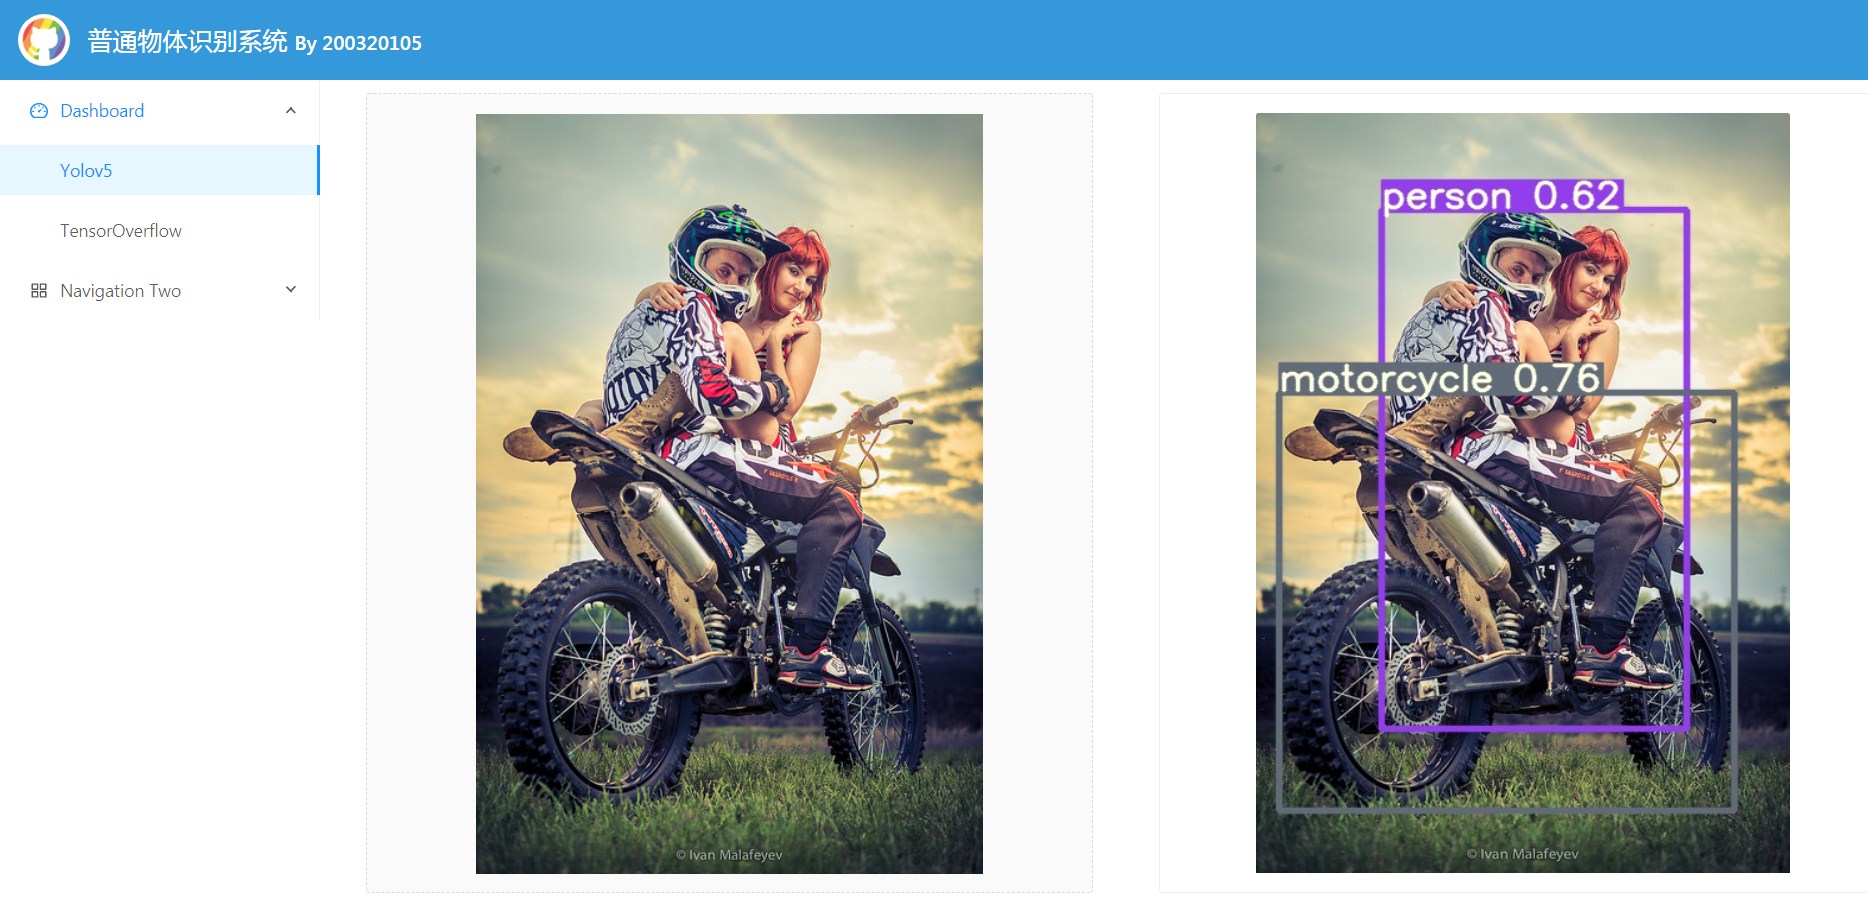 普通物体识别系统 By 200320105
Dashboard
Yolov5
TensorOverflow
Navigation Two
© Ivan Malafeyev
person 0.62
motorcycle 0.76
© Ivan Malafeyev